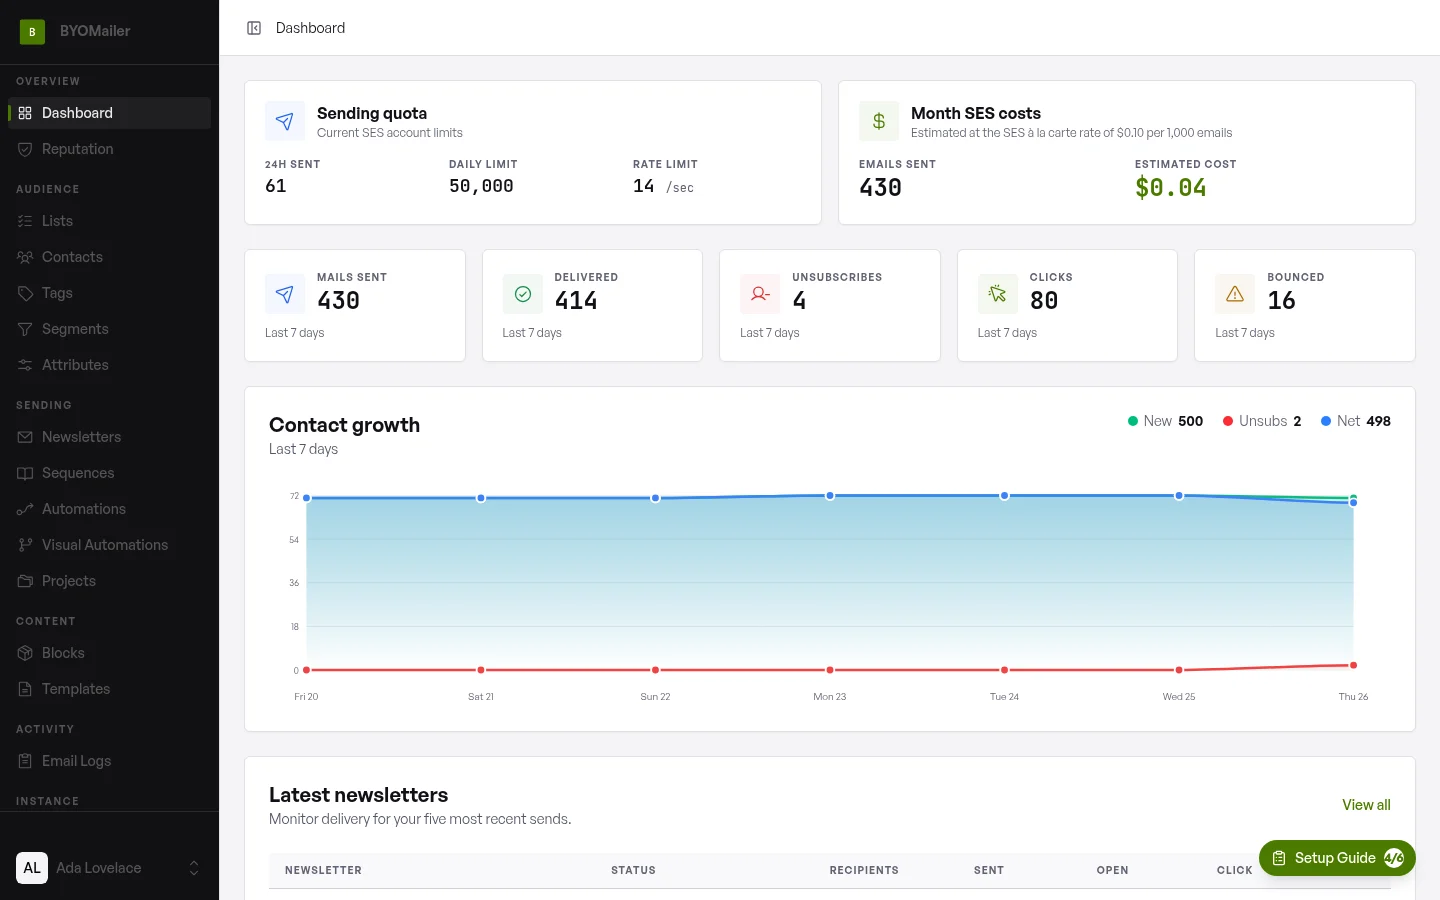 B BYOMailer
OVERVIEW
Dashboard
Reputation
AUDIENCE
Lists
Contacts
Tags
Segments
Attributes
SENDING
Newsletters
Sequences
Automations
Visual Automations
Projects
CONTENT
Blocks
Templates
ACTIVITY
Email Logs
INSTANCE
AL Ada Lovelace
Dashboard
Sending quota
Current SES account limits
24H SENT DAILY LIMIT RATE LIMIT
61 50,000 14 /sec
Month SES costs
Estimated at the SES à la carte rate of $0.10 per 1,000 emails
EMAILS SENT ESTIMATED COST
430 $0.04
MAILS SENT
430
Last 7 days
DELIVERED
414
Last 7 days
UNSUBSCRIBES
4
Last 7 days
CLICKS
80
Last 7 days
BOUNCED
16
Last 7 days
Contact growth
Last 7 days
New 500 Unsubs 2 Net 498
72
54
36
18
0
Fri 20 Sat 21 Sun 22 Mon 23 Tue 24 Wed 25 Thu 26
Latest newsletters
Monitor delivery for your five most recent sends.
View all
NEWSLETTER STATUS RECIPIENTS SENT OPEN CLICK
Setup Guide 4/6